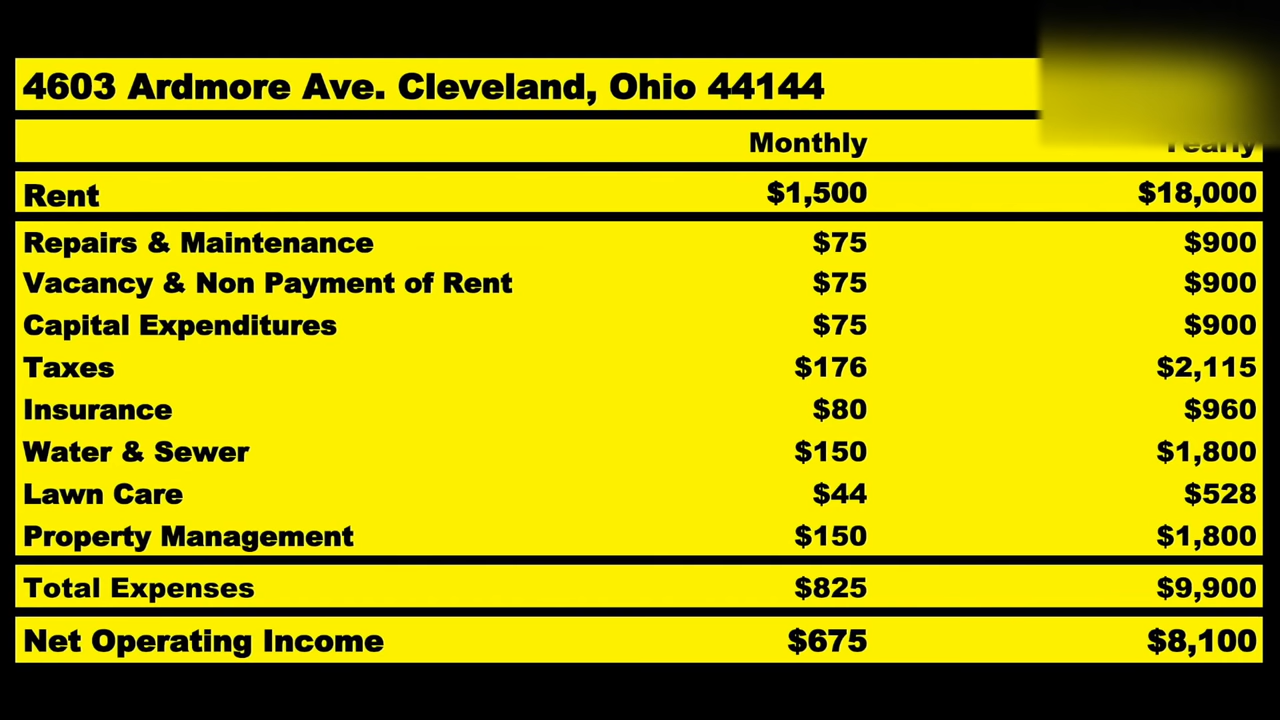 4603 Ardmore Ave. Cleveland, Ohio 44144
Monthly Yearly
Rent $1,500 $18,000
Repairs & Maintenance $75 $900
Vacancy & Non Payment of Rent $75 $900
Capital Expenditures $75 $900
Taxes $176 $2,115
Insurance $80 $960
Water & Sewer $150 $1,800
Lawn Care $44 $528
Property Management $150 $1,800
Total Expenses $825 $9,900
Net Operating Income $675 $8,100